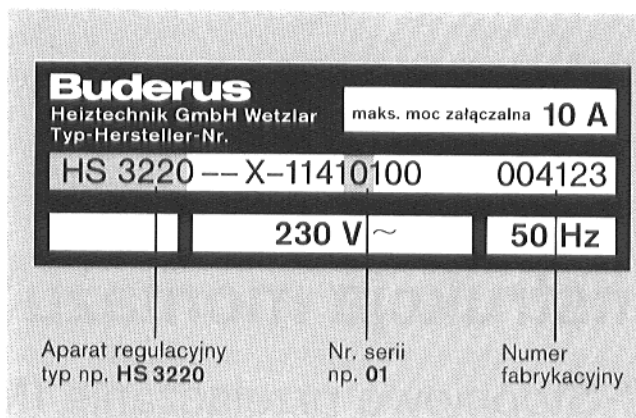 Buderus
Heiztechnik GmbH Wetzlar
Typ-Hersteller-Nr.
maks. moc załączalna 10 A
HS 3220––X–11410100 004123
230 V ~
50 Hz
Aparat regulacyjny
typ np. HS 3220
Nr. serii
np. 01
Numer
fabrykacyjny